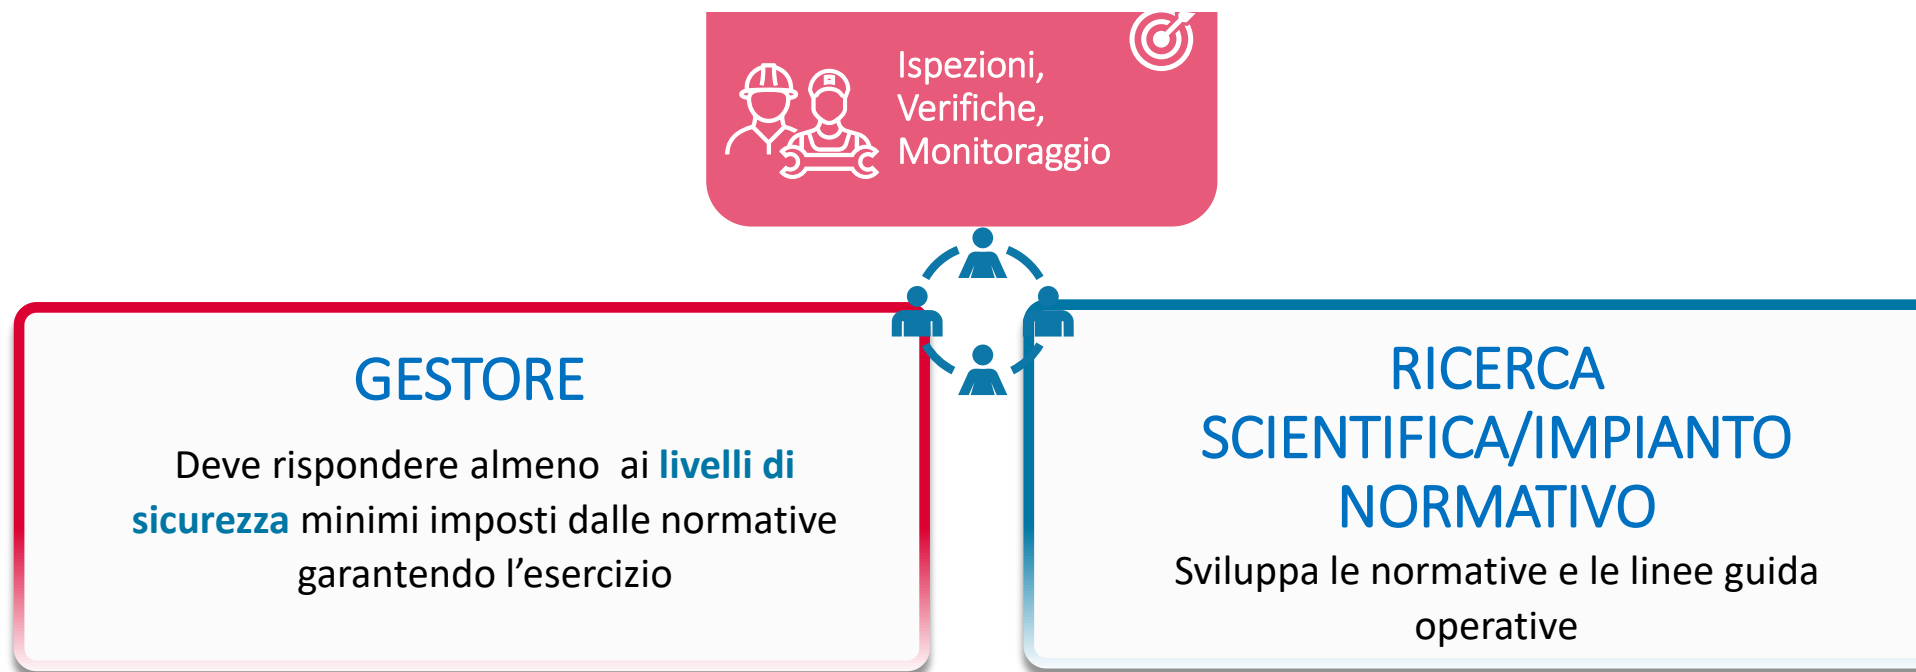 Ispezioni,
Verifiche,
Monitoraggio
GESTORE
Deve rispondere almeno  ai livelli di
sicurezza minimi imposti dalle normative
garantendo l’esercizio
RICERCA
SCIENTIFICA/IMPIANTO
NORMATIVO
Sviluppa le normative e le linee guida
operative